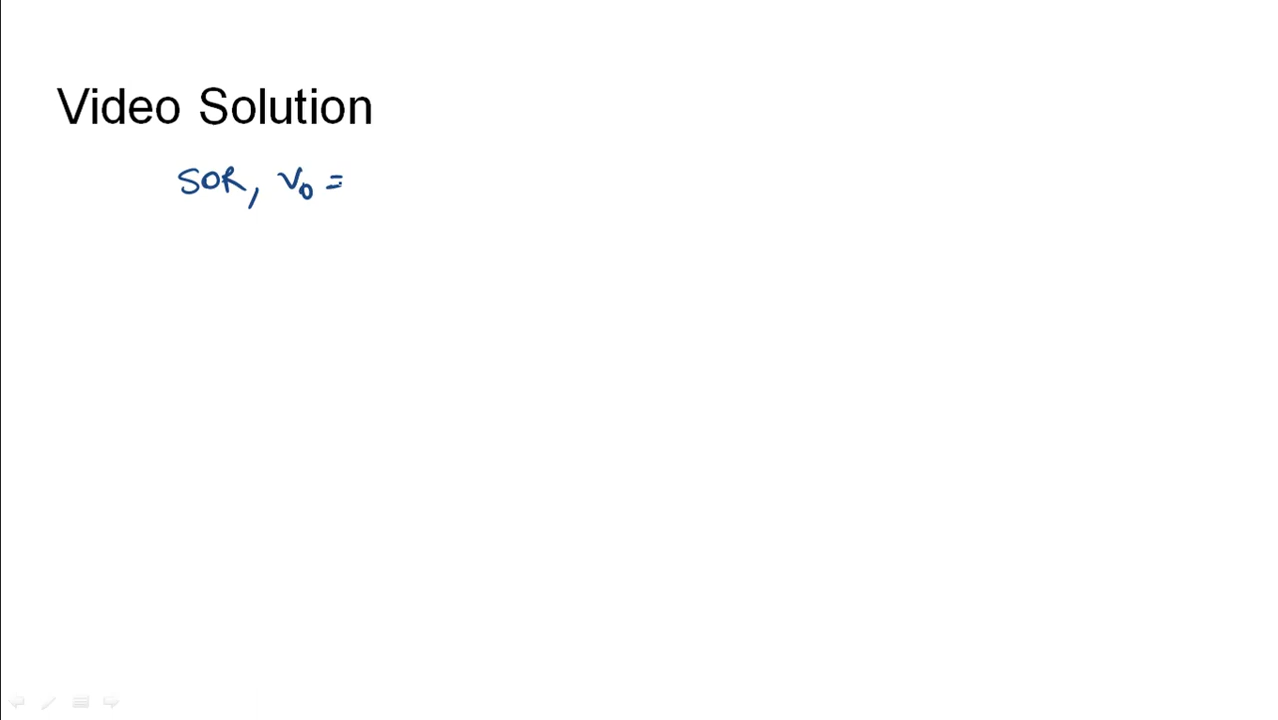 Video Solution
SOR, V₀ =